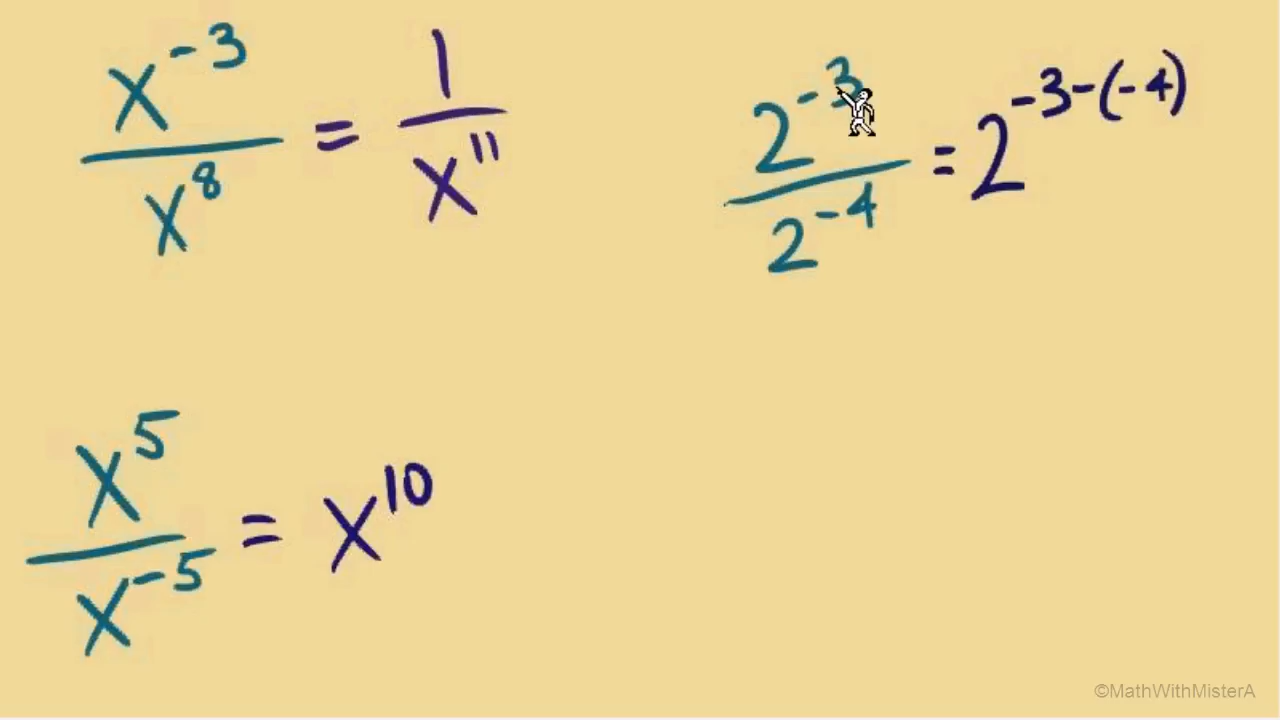 x^-3 / x^8 = 1 / x^11
2^-3 / 2^-4 = 2^-3-(-4)
x^5 / x^-5 = x^10
©MathWithMisterA